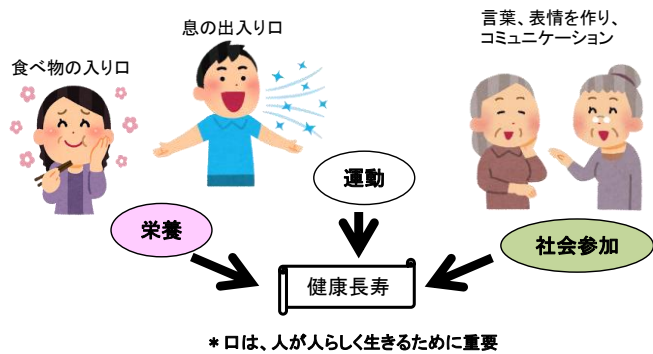 息の出入り口
言葉、表情を作り、
コミュニケーション
食べ物の入り口
運動
栄養
社会参加
健康長寿
＊口は、人が人らしく生きるために重要